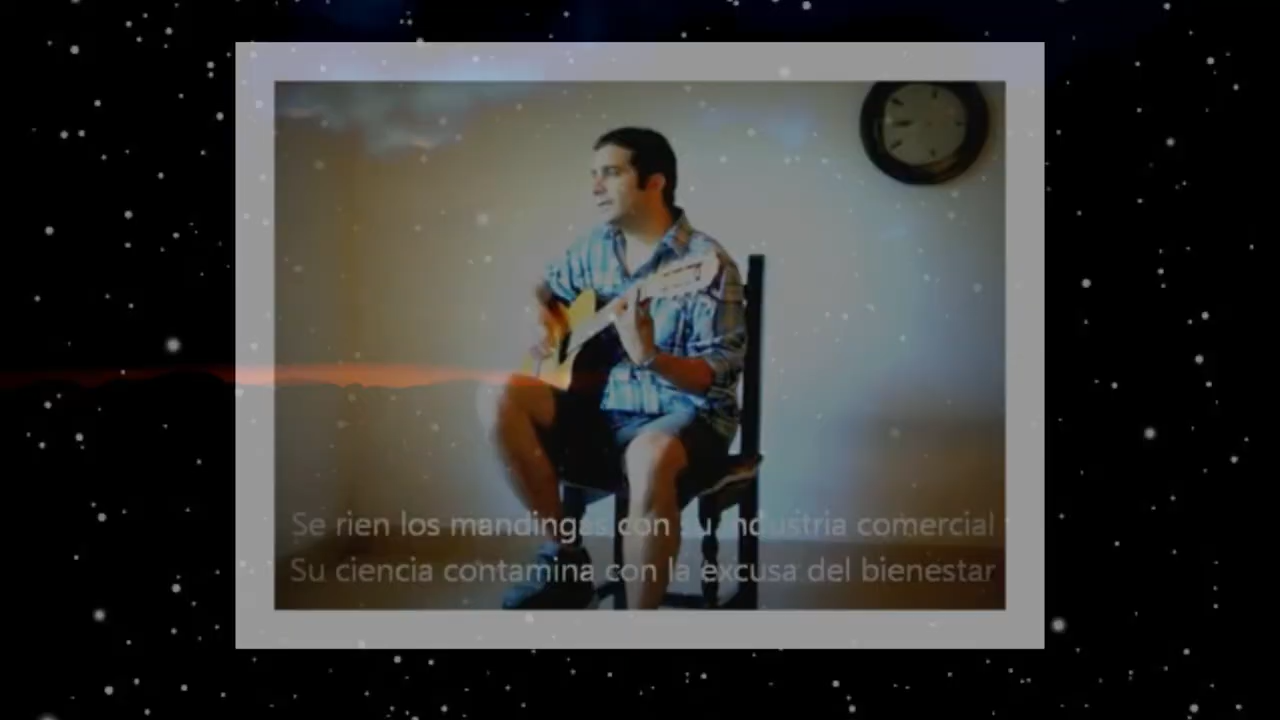 Se rien los mandingas con su industria comercial
Su ciencia contamina con la excusa del bienestar